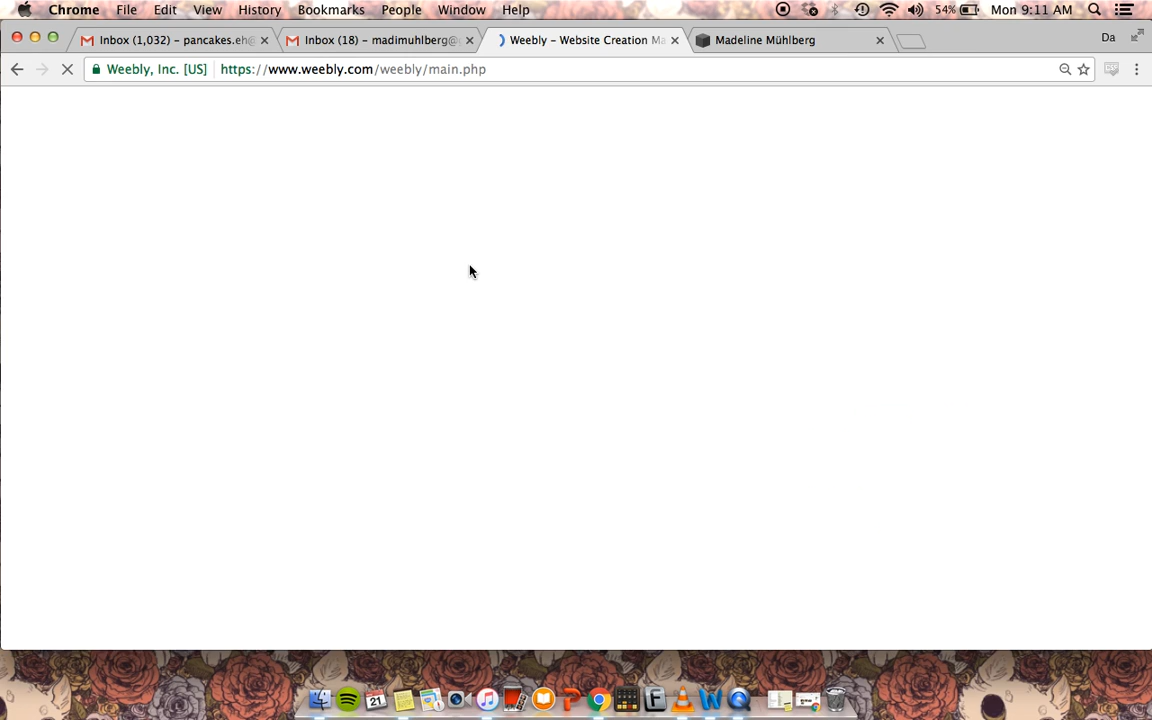 Chrome File Edit View History Bookmarks People Window Help 54% Mon 9:11 AM
Inbox (1,032) – pancakes.eh@ Inbox (18) – madimuhlberg@ Weebly – Website Creation Ma Madeline Mühlberg Da
Weebly, Inc. [US] https://www.weebly.com/weebly/main.php
21